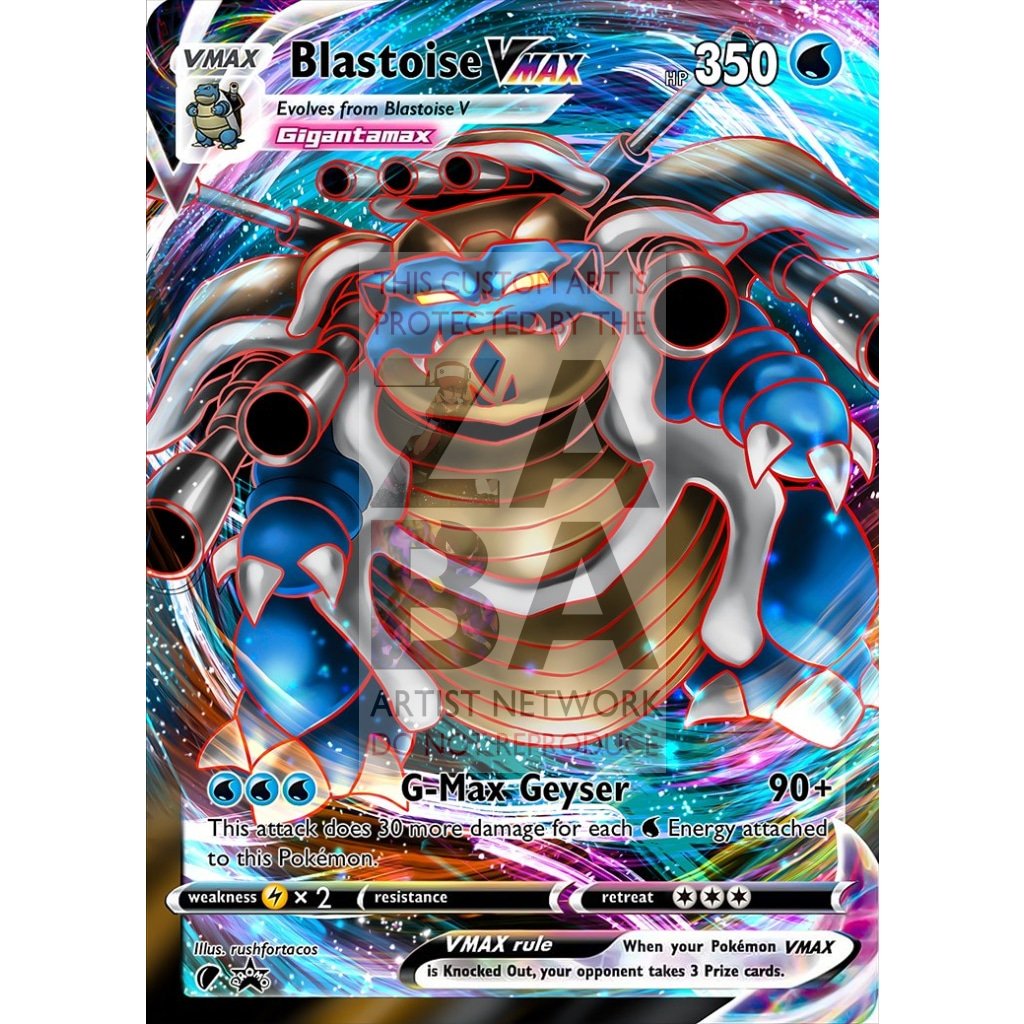 VMAX
Blastoise VMAX
HP 350
Evolves from Blastoise V
Gigantamax
THIS CUSTOM ART IS
PROTECTED BY THE
ZA
BA
ARTIST NETWORK
DO NOT REPRODUCE
G-Max Geyser 90+
This attack does 30 more damage for each Energy attached
to this Pokémon.
weakness × 2 resistance retreat
Illus. rushfortacos
VMAX rule When your Pokémon VMAX
is Knocked Out, your opponent takes 3 Prize cards.
PROMO